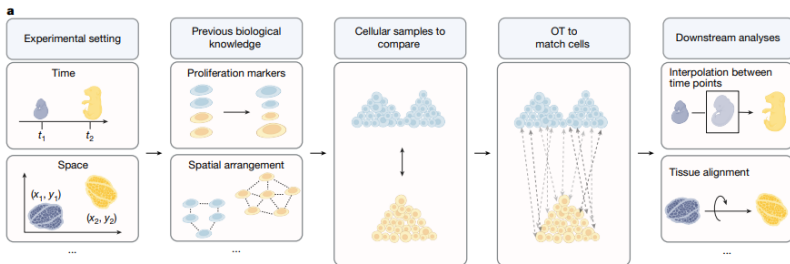 a
Experimental setting
Time
t1
t2
Space
(x1, y1)
(x2, y2)
...
Previous biological
knowledge
Proliferation markers
Spatial arrangement
...
Cellular samples to
compare
OT to
match cells
Downstream analyses
Interpolation between
time points
Tissue alignment
...